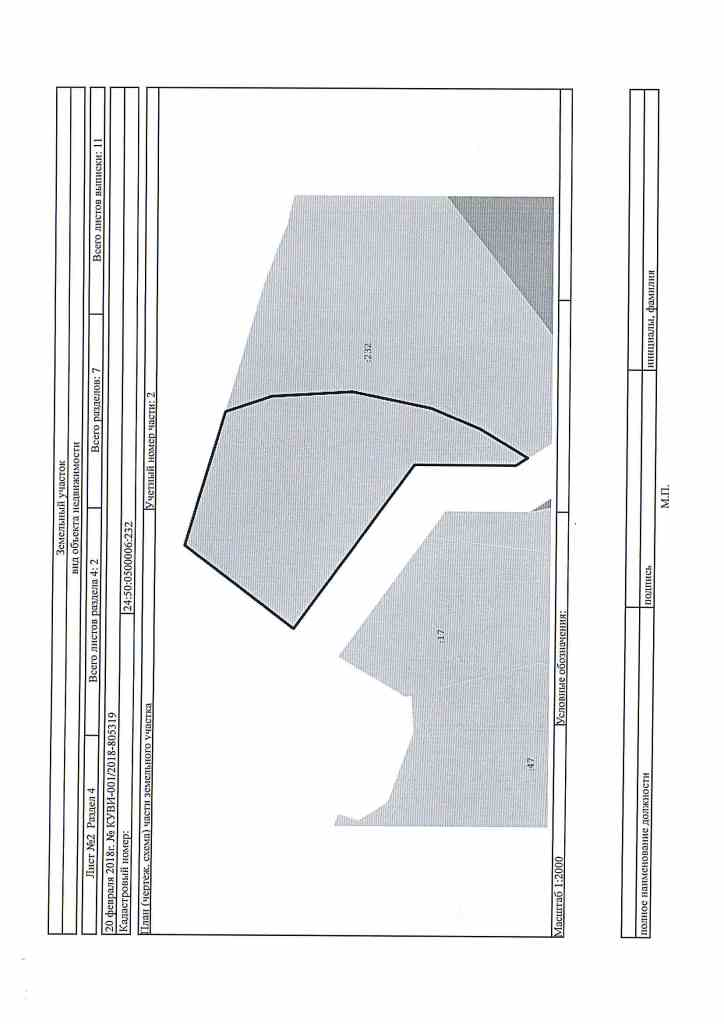 Земельный участок
вид объекта недвижимости
Лист №2 Раздел 4 Всего листов раздела 4: 2 Всего разделов: 7 Всего листов выписки: 11
20 февраля 2018г. № КУВИ-001/2018-805319
Кадастровый номер: 24:50:0500006:232
План (чертеж, схема) части земельного участка Учетный номер части: 2
:232
:17
:47
Масштаб 1:2000 Условные обозначения:
полное наименование должности подпись инициалы, фамилия
М.П.